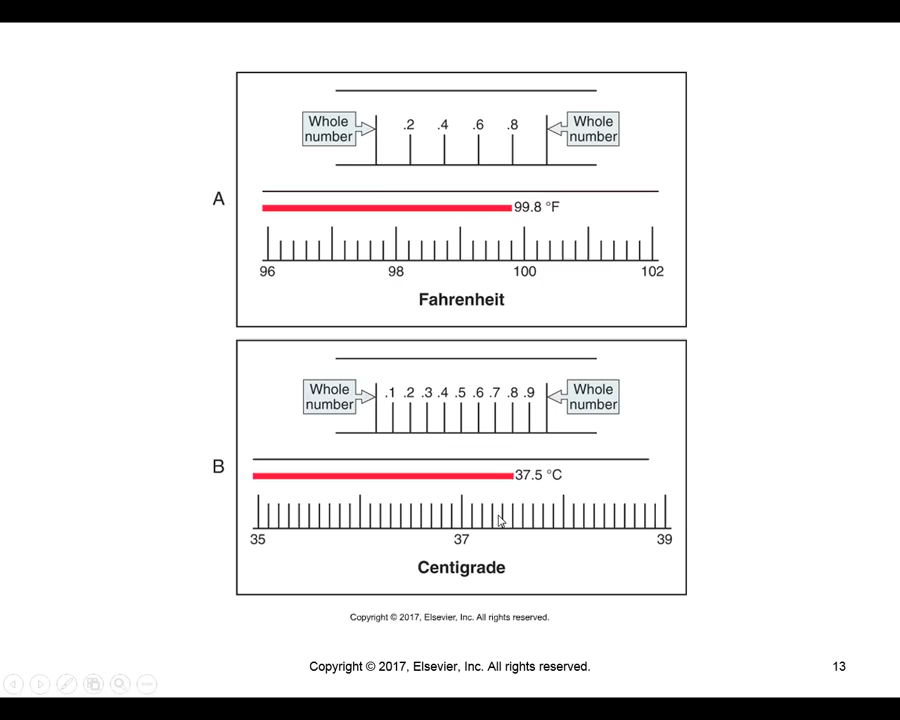 A
Whole
number
.2 .4 .6 .8
Whole
number
99.8 °F
96 98 100 102
Fahrenheit
B
Whole
number
.1 .2 .3 .4 .5 .6 .7 .8 .9
Whole
number
37.5 °C
35 37 39
Centigrade
Copyright © 2017, Elsevier, Inc. All rights reserved.
Copyright © 2017, Elsevier, Inc. All rights reserved. 13